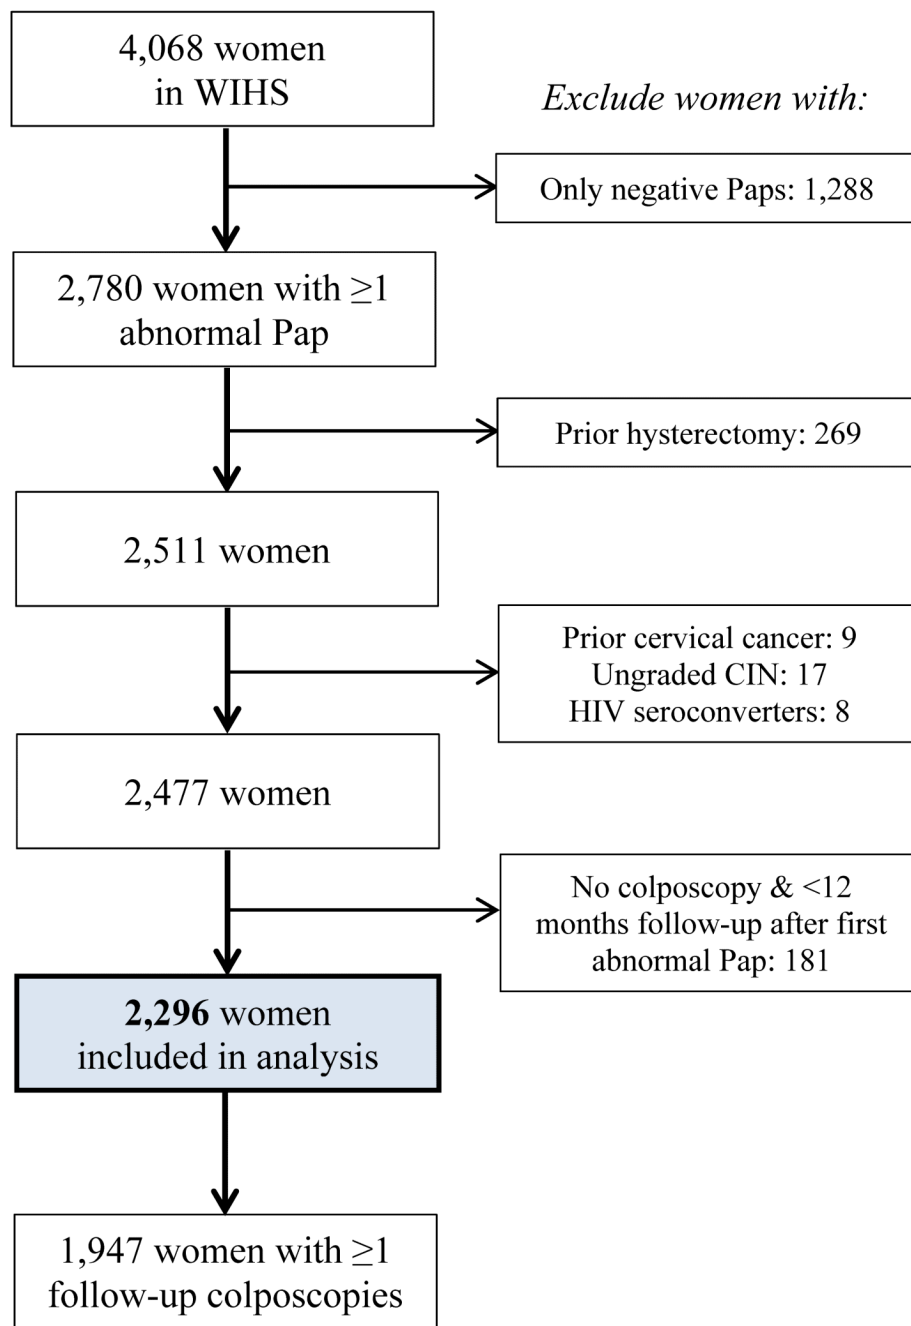 4,068 women
in WIHS
Exclude women with:
Only negative Paps: 1,288
2,780 women with ≥1
abnormal Pap
Prior hysterectomy: 269
2,511 women
Prior cervical cancer: 9
Ungraded CIN: 17
HIV seroconverters: 8
2,477 women
No colposcopy & <12
months follow-up after first
abnormal Pap: 181
2,296 women
included in analysis
1,947 women with ≥1
follow-up colposcopies